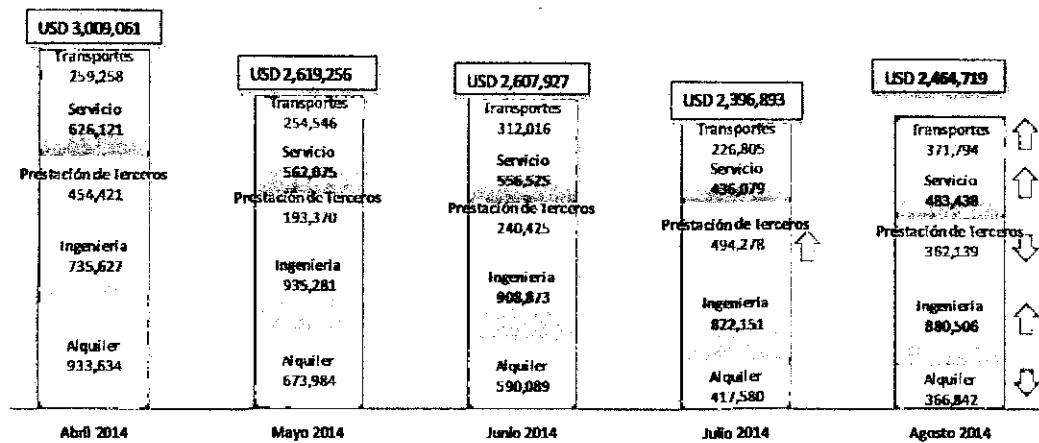 USD 3,009,061
Transportes
259,258
Servicio
626,121
Prestación de Terceros
454,421
Ingeniería
735,627
Alquiler
933,634
Abril 2014
USD 2,619,256
Transportes
254,546
Servicio
562,075
Prestación de Terceros
193,370
Ingeniería
935,281
Alquiler
673,984
Mayo 2014
USD 2,607,927
Transportes
312,016
Servicio
556,525
Prestación de Terceros
240,425
Ingeniería
908,873
Alquiler
590,089
Junio 2014
USD 2,396,893
Transportes
226,805
Servicio
436,079
Prestación de Terceros
494,278
Ingeniería
822,151
Alquiler
417,580
Julio 2014
USD 2,464,719
Transportes
371,794
Servicio
483,438
Prestación de Terceros
362,139
Ingeniería
880,506
Alquiler
366,842
Agosto 2014